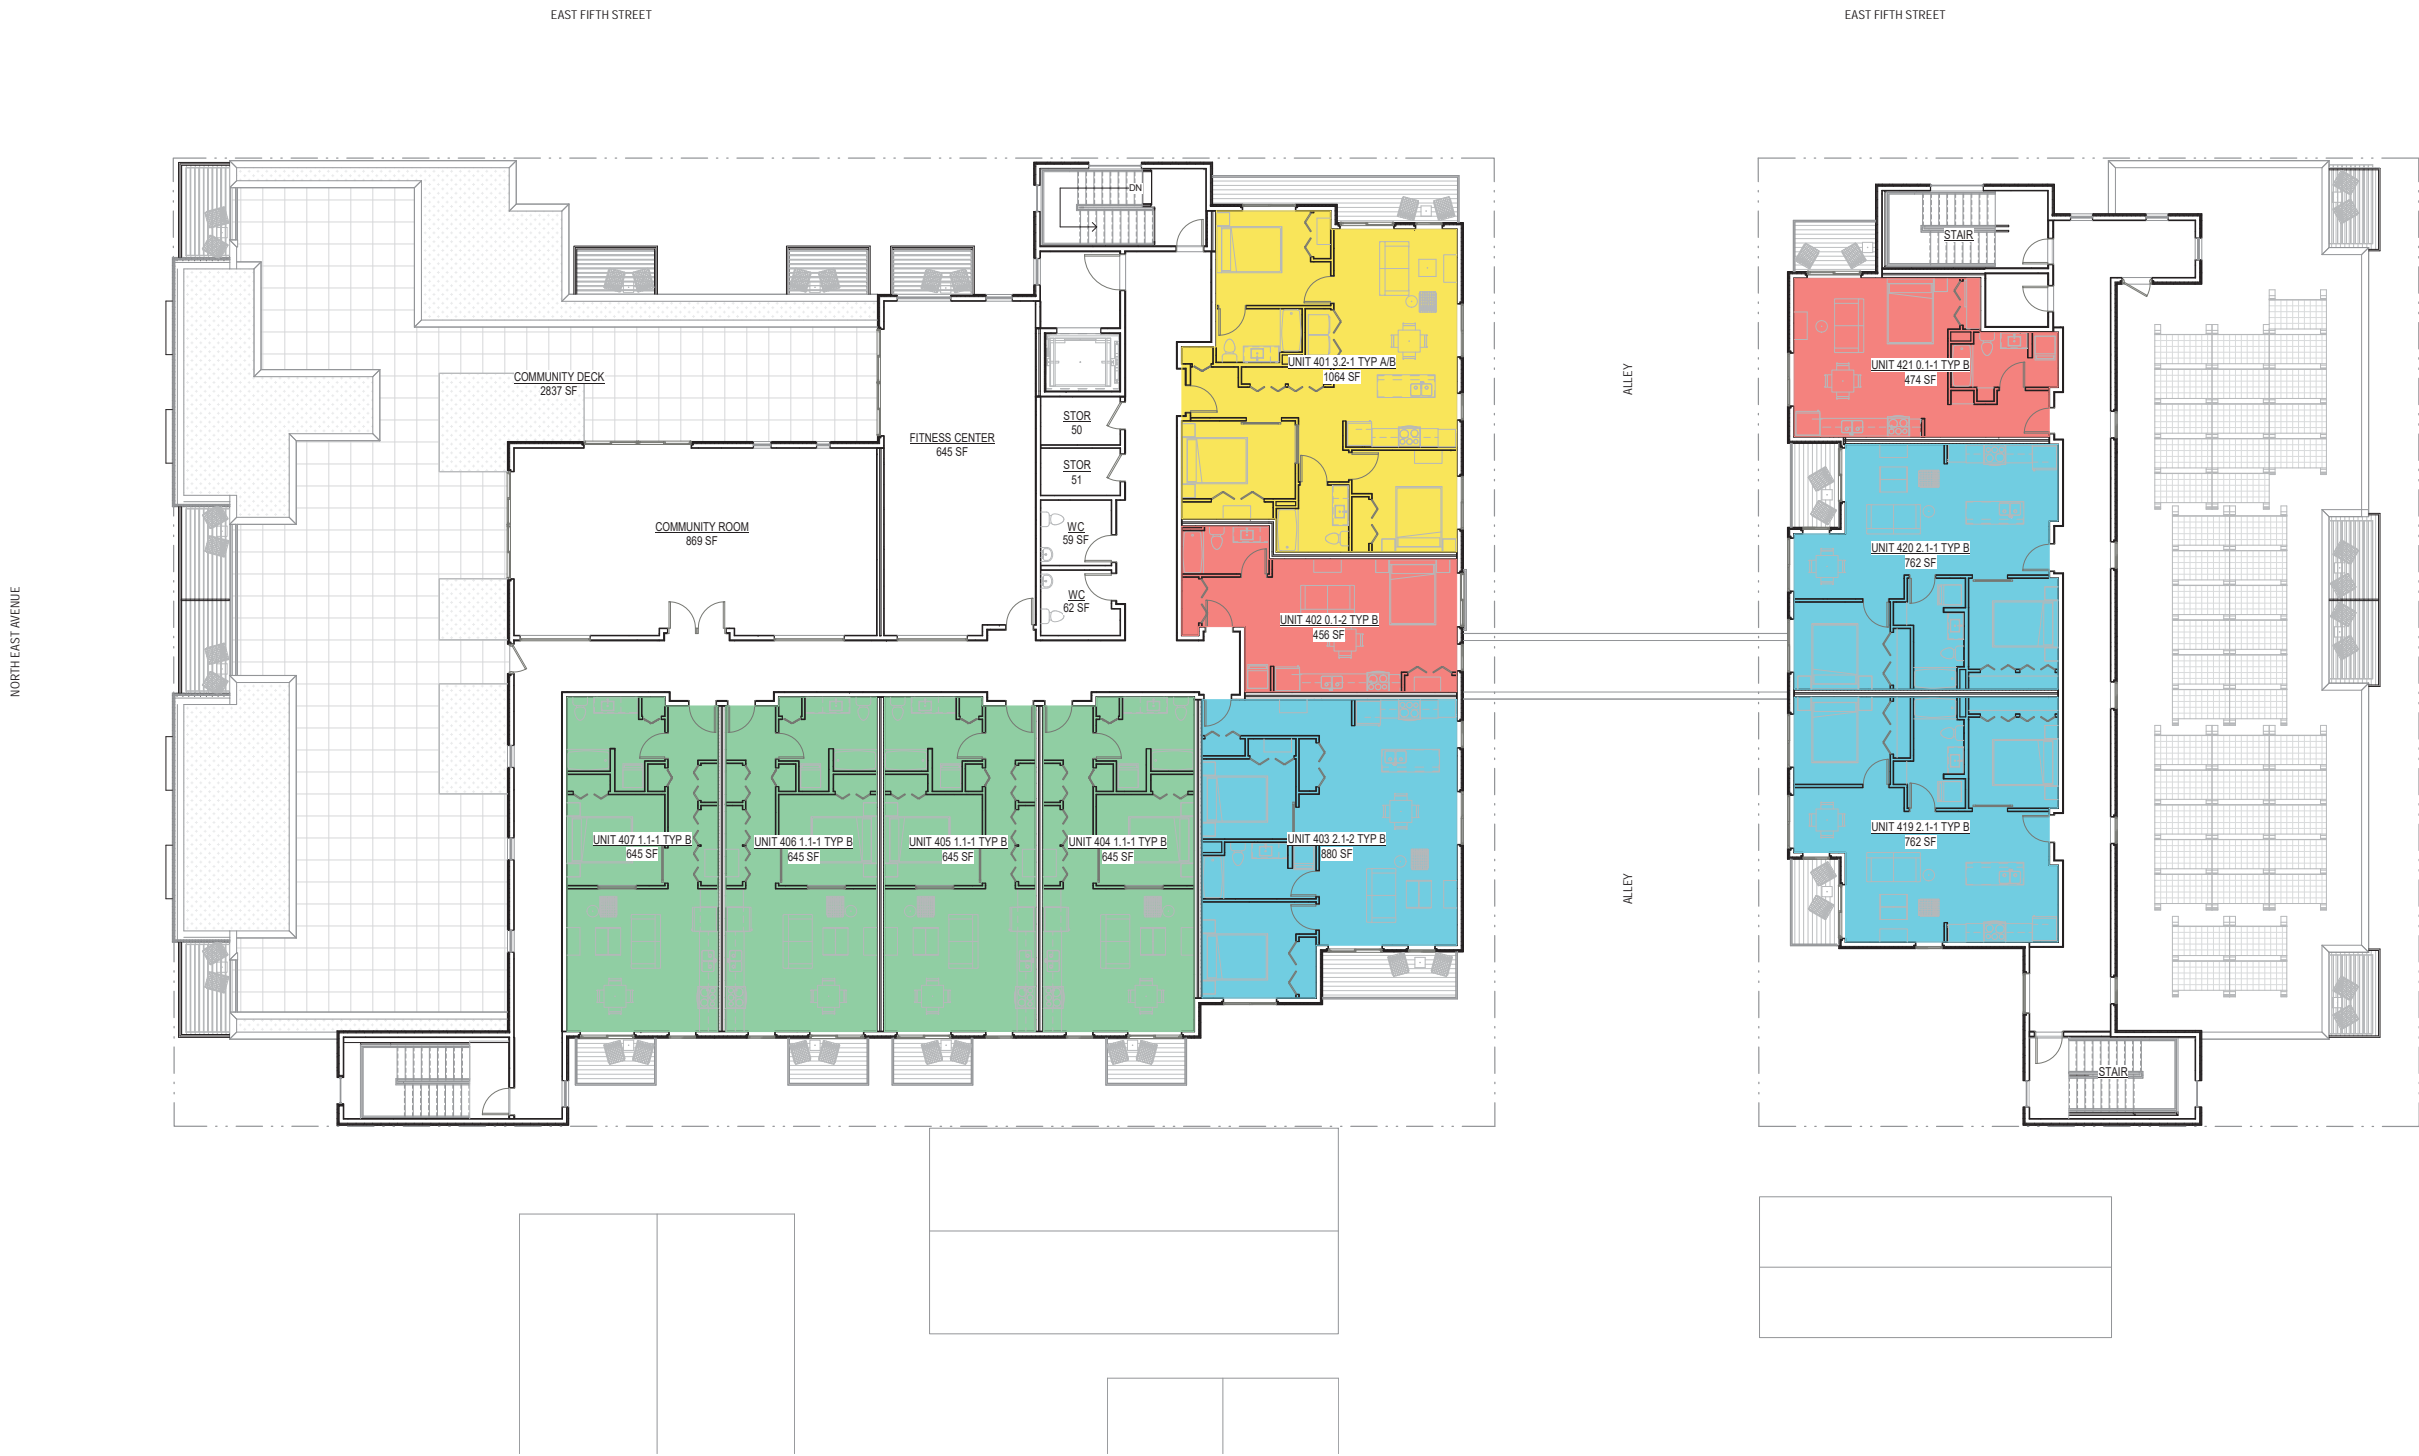 EAST FIFTH STREET
EAST FIFTH STREET
NORTH EAST AVENUE
DN
COMMUNITY DECK
2837 SF
FITNESS CENTER
645 SF
COMMUNITY ROOM
869 SF
STOR
50
STOR
51
WC
59 SF
WC
62 SF
UNIT 401 3.2-1 TYP A/B
1064 SF
UNIT 402 0.1-2 TYP B
456 SF
UNIT 407 1.1-1 TYP B
645 SF
UNIT 406 1.1-1 TYP B
645 SF
UNIT 405 1.1-1 TYP B
645 SF
UNIT 404 1.1-1 TYP B
645 SF
UNIT 403 2.1-2 TYP B
880 SF
ALLEY
ALLEY
STAIR
UNIT 421 0.1-1 TYP B
474 SF
UNIT 420 2.1-1 TYP B
762 SF
UNIT 419 2.1-1 TYP B
762 SF
STAIR